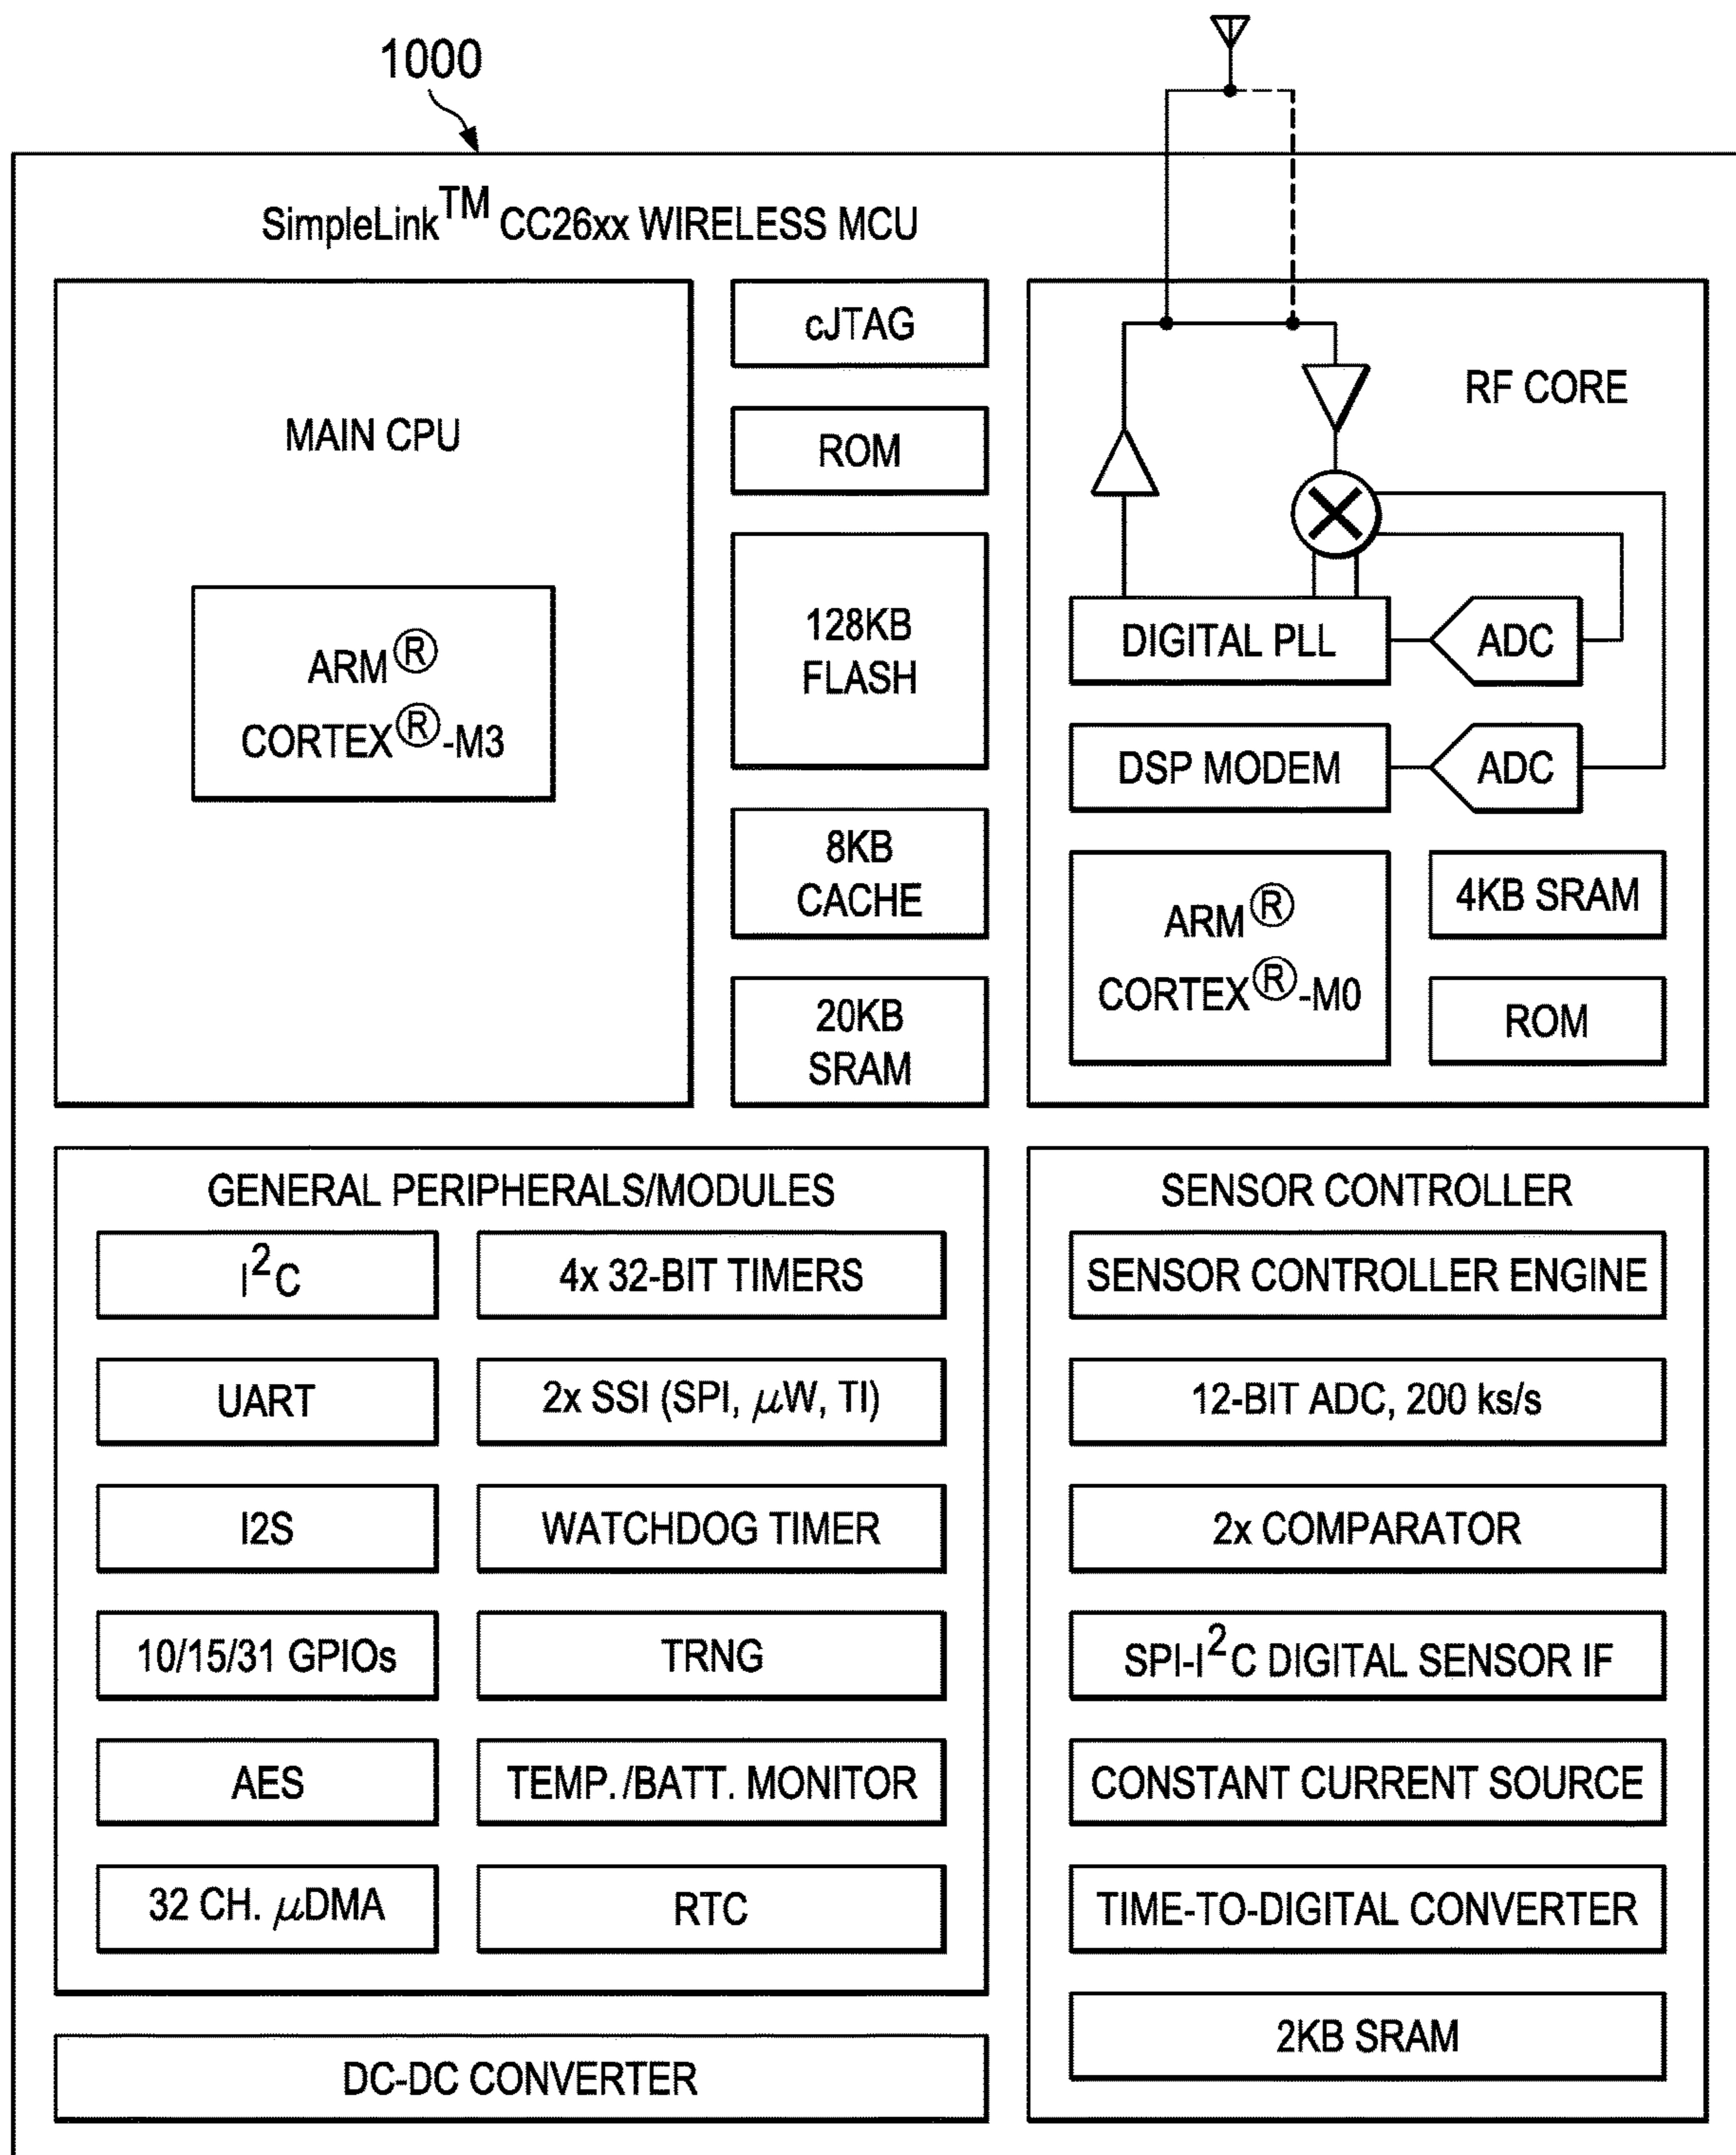 1000
SimpleLink™ CC26xx WIRELESS MCU
MAIN CPU
ARM®
CORTEX®-M3
cJTAG
ROM
128KB
FLASH
8KB
CACHE
20KB
SRAM
RF CORE
DIGITAL PLL
ADC
DSP MODEM
ADC
ARM®
CORTEX®-M0
4KB SRAM
ROM
GENERAL PERIPHERALS/MODULES
I²C
4x 32-BIT TIMERS
UART
2x SSI (SPI, μW, TI)
I2S
WATCHDOG TIMER
10/15/31 GPIOs
TRNG
AES
TEMP./BATT. MONITOR
32 CH. μDMA
RTC
SENSOR CONTROLLER
SENSOR CONTROLLER ENGINE
12-BIT ADC, 200 ks/s
2x COMPARATOR
SPI-I²C DIGITAL SENSOR IF
CONSTANT CURRENT SOURCE
TIME-TO-DIGITAL CONVERTER
2KB SRAM
DC-DC CONVERTER